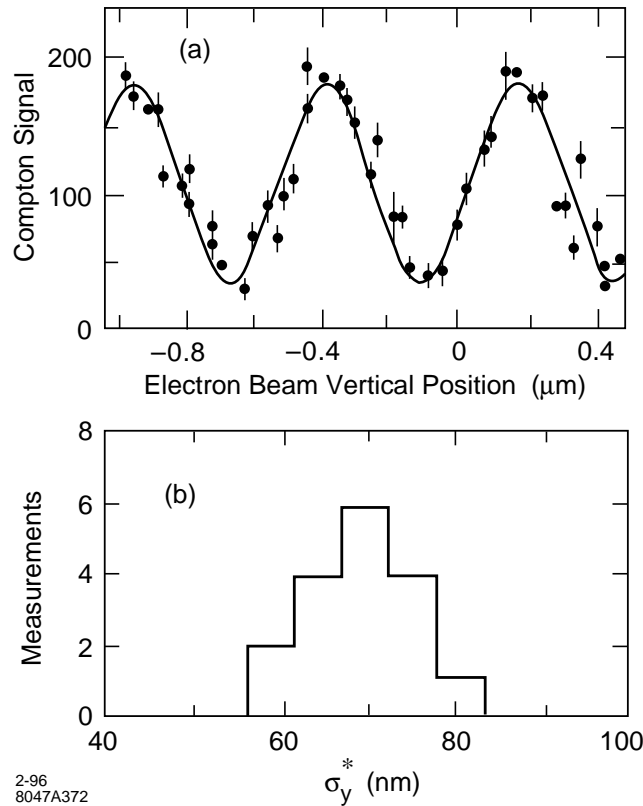 (a)
200
100
0
Compton Signal
−0.8
−0.4
0
0.4
Electron Beam Vertical Position (μm)
(b)
8
6
4
2
0
Measurements
40
60
80
100
σ*y (nm)
2-96
8047A372